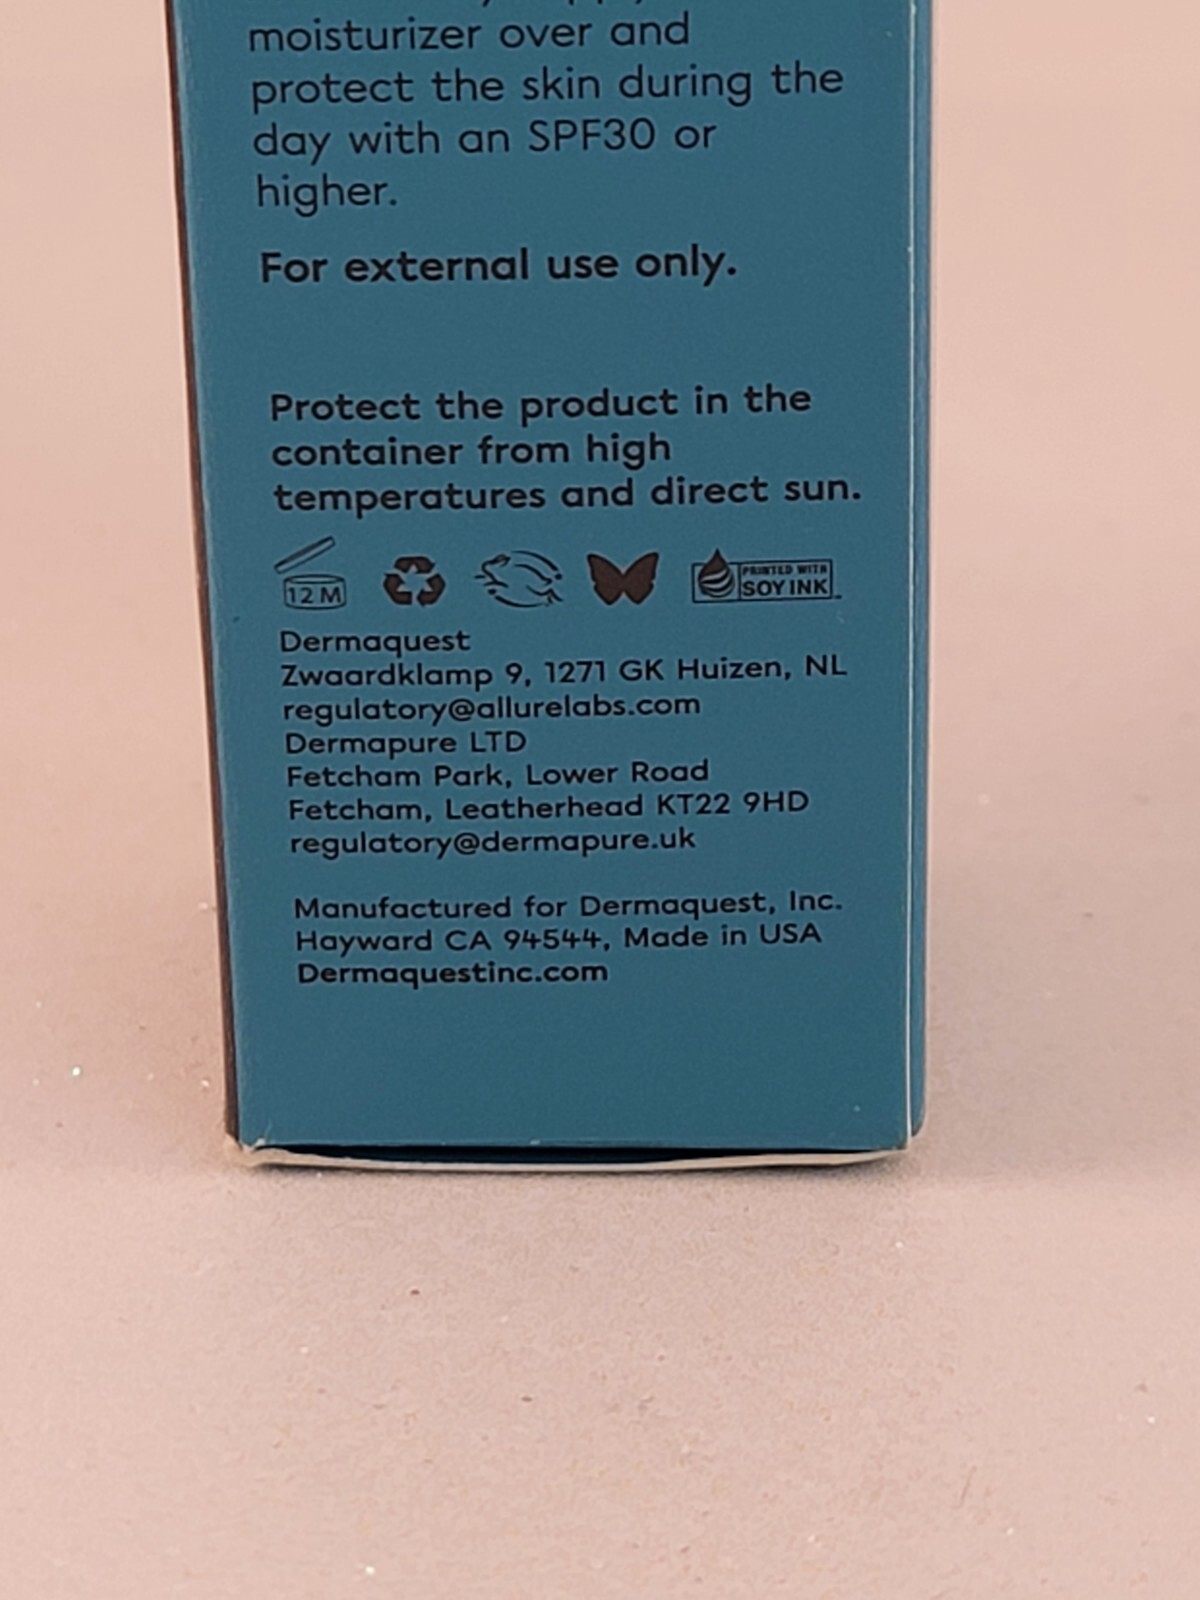 moisturizer over and
protect the skin during the
day with an SPF30 or
higher.
For external use only.
Protect the product in the
container from high
temperatures and direct sun.
12 M
PRINTED WITH
SOY INK
Dermaquest
Zwaardklamp 9, 1271 GK Huizen, NL
regulatory@allurelabs.com
Dermapure LTD
Fetcham Park, Lower Road
Fetcham, Leatherhead KT22 9HD
regulatory@dermapure.uk
Manufactured for Dermaquest, Inc.
Hayward CA 94544, Made in USA
Dermaquestinc.com